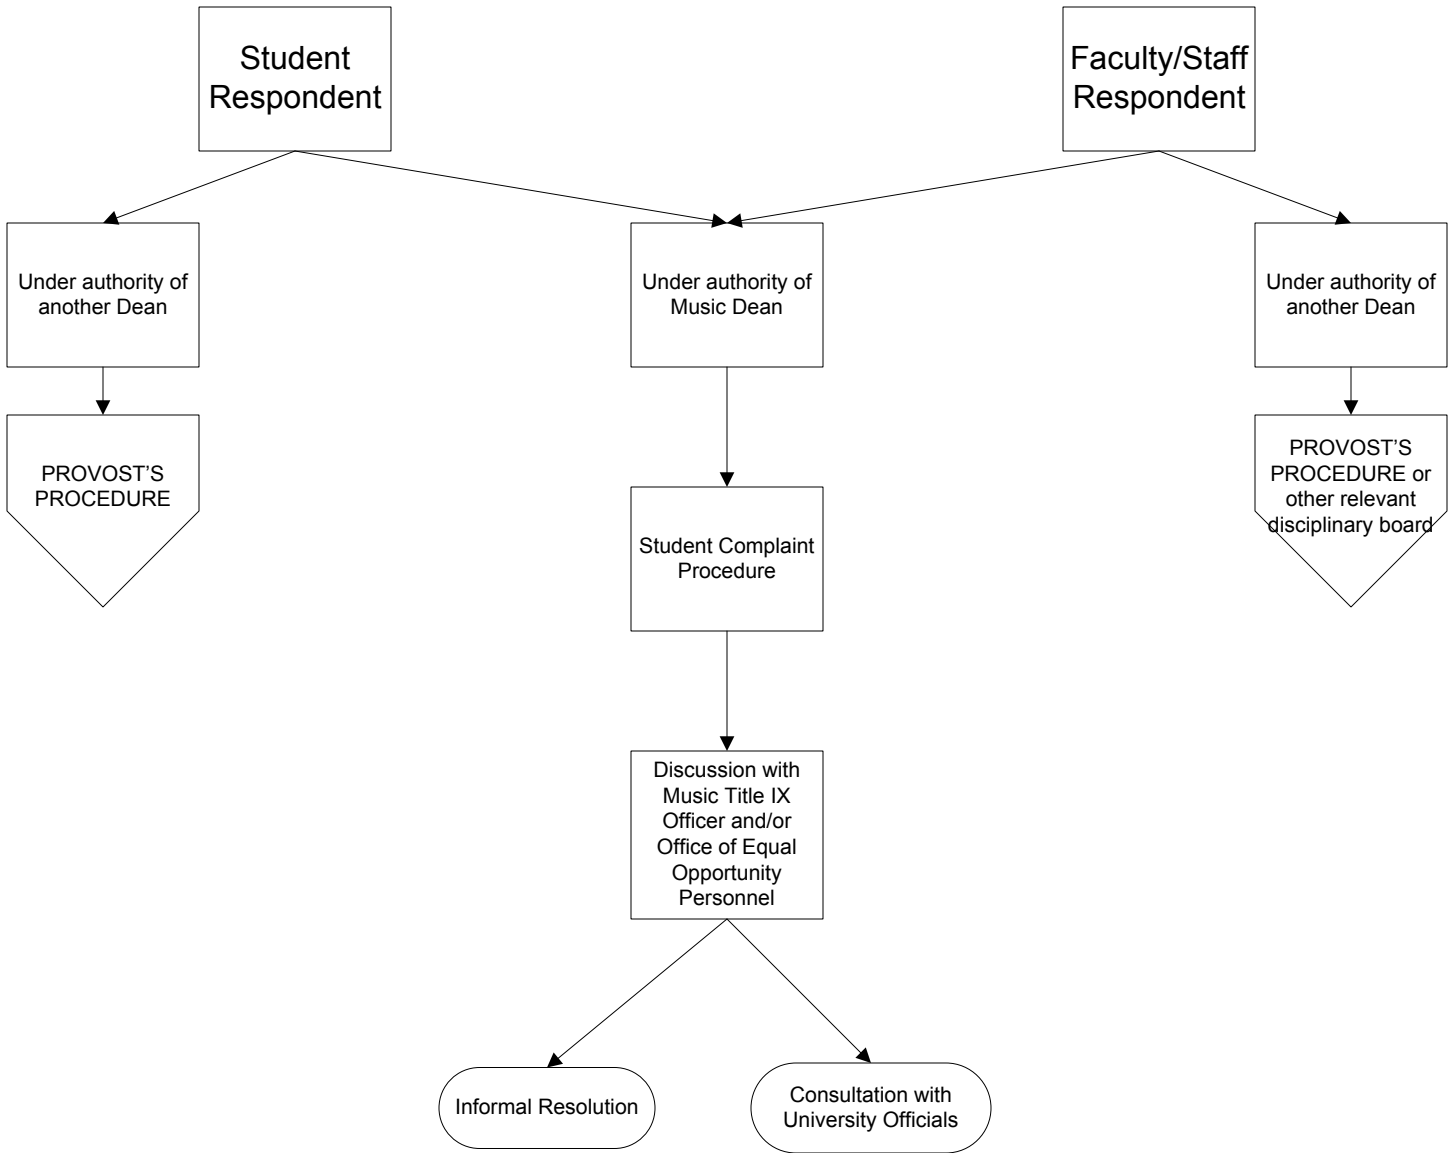 Student
Respondent
Faculty/Staff
Respondent
Under authority of
another Dean
Under authority of
Music Dean
Under authority of
another Dean
PROVOST’S
PROCEDURE
PROVOST’S
PROCEDURE or
other relevant
disciplinary board
Student Complaint
Procedure
Discussion with
Music Title IX
Officer and/or
Office of Equal
Opportunity
Personnel
Informal Resolution
Consultation with
University Officials